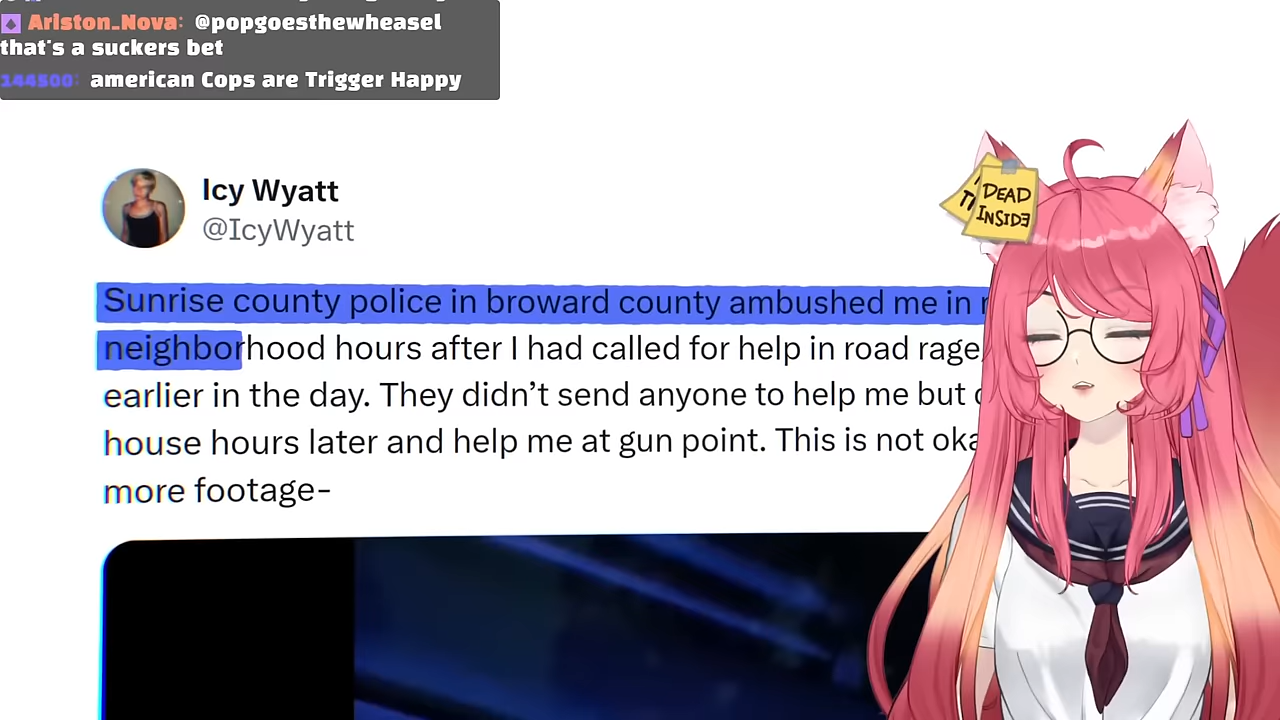 Ariston_Nova: @popgoesthewheasel
that's a suckers bet
144500: american Cops are Trigger Happy
Icy Wyatt
@IcyWyatt
DEAD
INSIDE
Sunrise county police in broward county ambushed me in
neighborhood hours after I had called for help in road rage,
earlier in the day. They didn't send anyone to help me but
house hours later and help me at gun point. This is not
more footage-